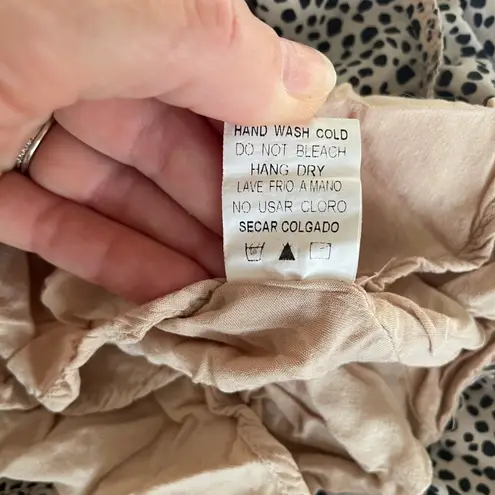 HAND WASH COLD
DO NOT BLEACH
HANG DRY
LAVE FRIO A MANO
NO USAR CLORO
SECAR COLGADO